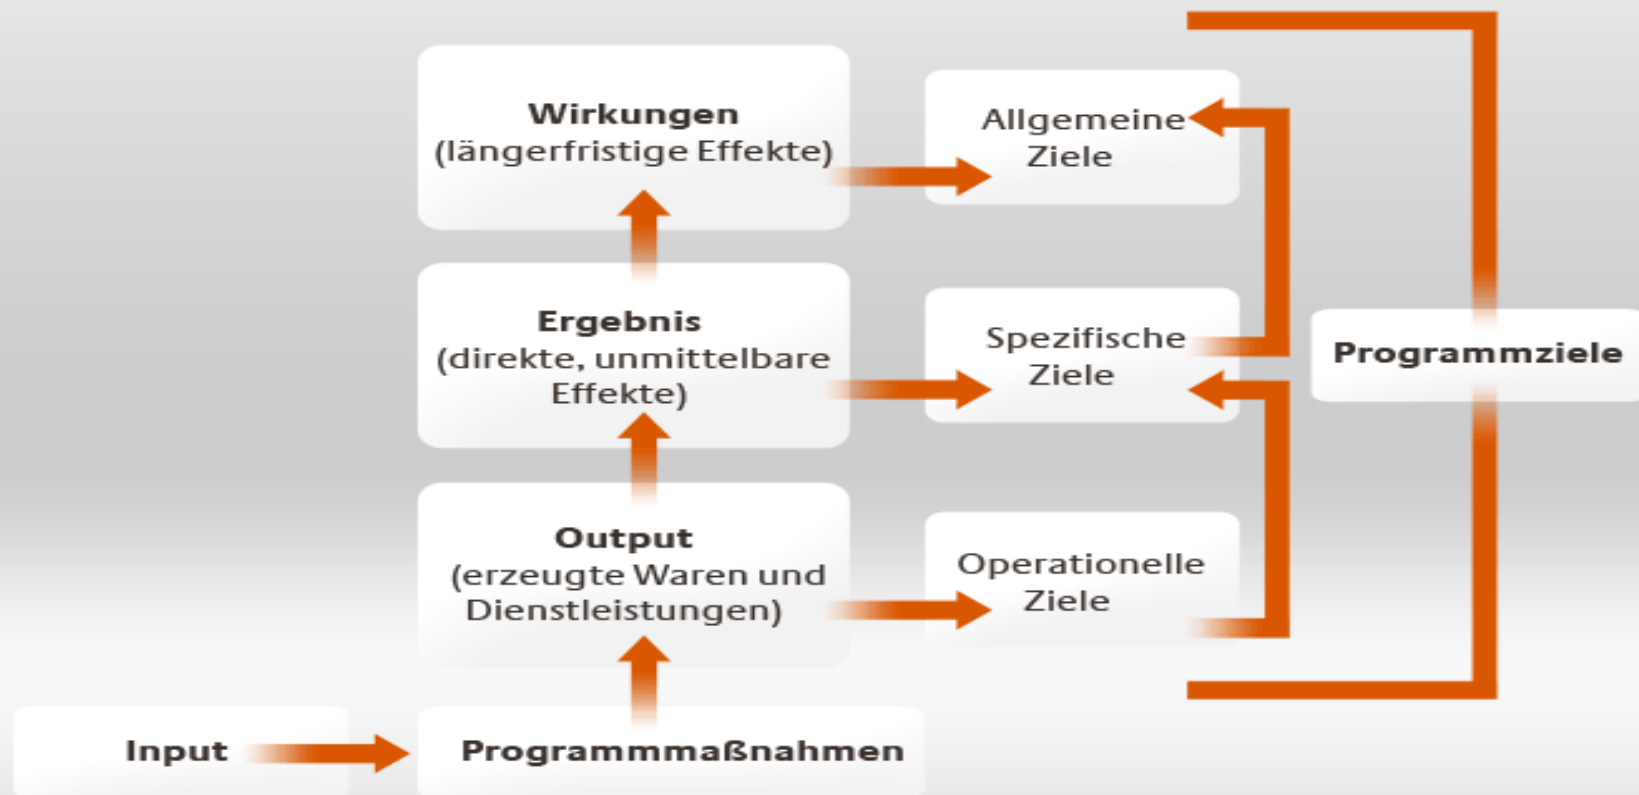 Wirkungen
(längerfristige Effekte)
Allgemeine
Ziele
Ergebnis
(direkte, unmittelbare
Effekte)
Spezifische
Ziele
Programmziele
Output
(erzeugte Waren und
Dienstleistungen)
Operationelle
Ziele
Input
Programmmaßnahmen